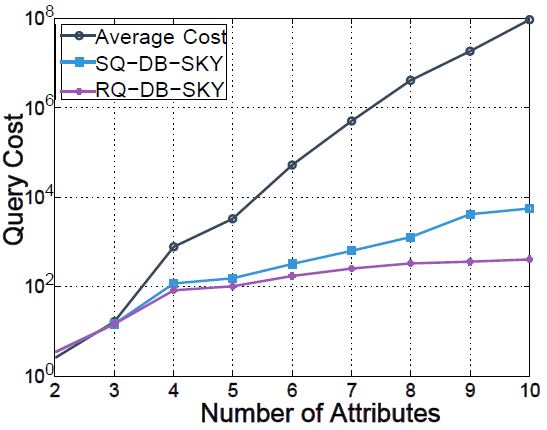 10^8
10^6
10^4
10^2
10^0
Query Cost
Average Cost
SQ-DB-SKY
RQ-DB-SKY
2 3 4 5 6 7 8 9 10
Number of Attributes